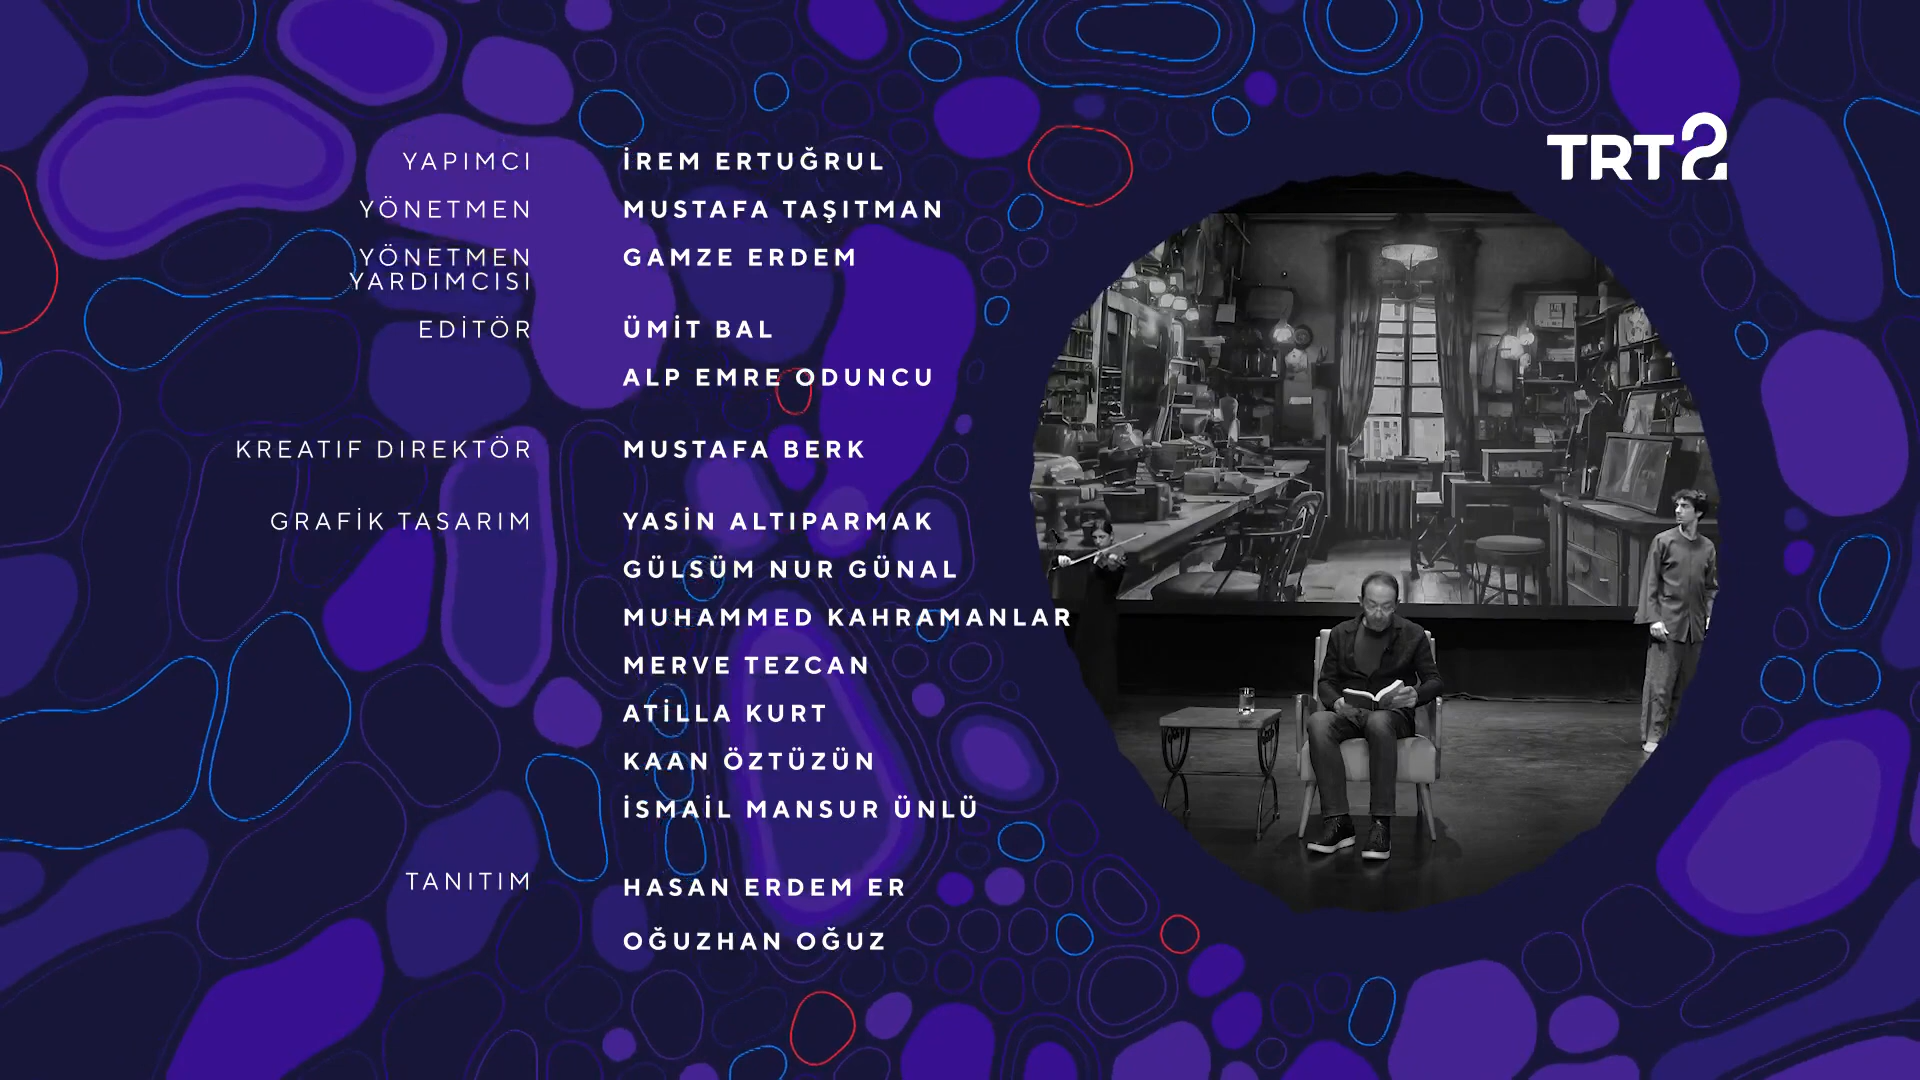 TRT2
YAPIMCI İREM ERTUĞRUL
YÖNETMEN MUSTAFA TAŞITMAN
YÖNETMEN GAMZE ERDEM
YARDIMCISI
EDİTÖR ÜMİT BAL
ALP EMRE ODUNCU
KREATIF DIREKTÖR MUSTAFA BERK
GRAFİK TASARIM YASİN ALTIPARMAK
GÜLSÜM NUR GÜNAL
MUHAMMED KAHRAMANLAR
MERVE TEZCAN
ATİLLA KURT
KAAN ÖZTÜZÜN
İSMAİL MANSUR ÜNLÜ
TANITIM HASAN ERDEM ER
OĞUZHAN OĞUZ